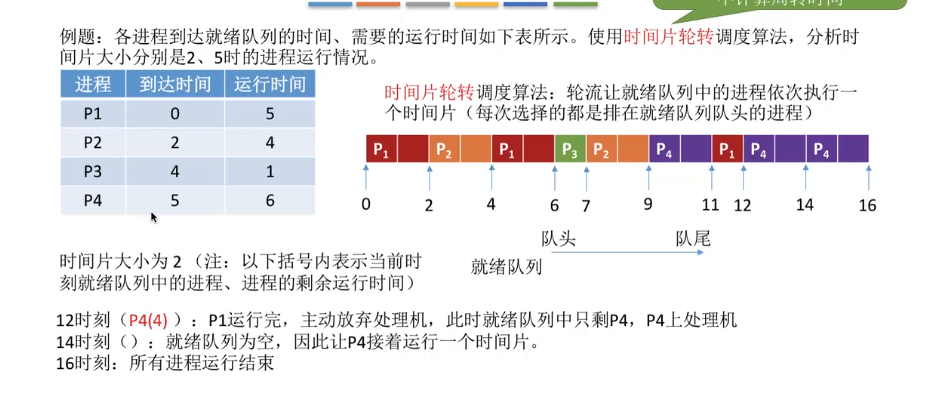 例题：各进程到达就绪队列的时间、需要的运行时间如下表所示。使用时间片轮转调度算法，分析时
间片大小分别是2、5时的进程运行情况。
进程 到达时间 运行时间
P1 0 5
P2 2 4
P3 4 1
P4 5 6
时间片轮转调度算法：轮流让就绪队列中的进程依次执行一
个时间片（每次选择的都是排在就绪队列队头的进程）
P1 P2 P1 P3 P2 P4 P1 P4 P4
0 2 4 6 7 9 11 12 14 16
队头 队尾
就绪队列
时间片大小为 2（注：以下括号内表示当前时
刻就绪队列中的进程、进程的剩余运行时间）
12时刻（P4(4)）：P1运行完，主动放弃处理机，此时就绪队列中只剩P4，P4上处理机
14时刻（）：就绪队列为空，因此让P4接着运行一个时间片。
16时刻：所有进程运行结束